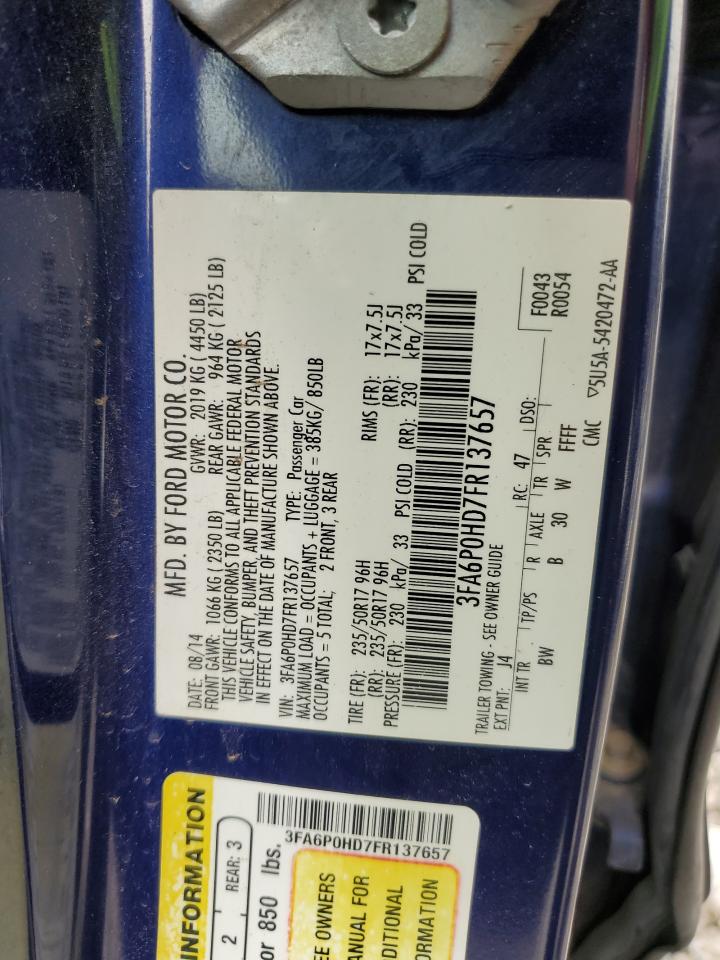 MFD. BY FORD MOTOR CO.
DATE: 08/14 GVWR: 2019 KG ( 4450 LB)
FRONT GAWR: 1066 KG ( 2350 LB) REAR GAWR: 964 KG ( 2125 LB)
THIS VEHICLE CONFORMS TO ALL APPLICABLE FEDERAL MOTOR
VEHICLE SAFETY, BUMPER, AND THEFT PREVENTION STANDARDS
IN EFFECT ON THE DATE OF MANUFACTURE SHOWN ABOVE.
VIN: 3FA6P0HD7FR137657 TYPE: Passenger Car
MAXIMUM LOAD = OCCUPANTS + LUGGAGE = 385KG/ 850LB
OCCUPANTS = 5 TOTAL; 2 FRONT, 3 REAR
TIRE (FR): 235/50R17 96H RIMS (FR): 17x7.5J
(RR): 235/50R17 96H (RR): 17x7.5J
PRESSURE (FR): 230 kPa/ 33 PSI COLD (RR): 230 kPa/ 33 PSI COLD
3FA6P0HD7FR137657
TRAILER TOWING - SEE OWNER GUIDE
EXT PNT: J4 RC: 47 DSO: F0043
R0054
INT TR TP/PS R AXLE TR SPR
BW B 30 W FFFF
CMC ▽5U5A-5420472-AA
INFORMATION
2 REAR: 3
or 850 lbs.
3FA6P0HD7FR137657
EE OWNERS
ANUAL FOR
DITIONAL
ORMATION